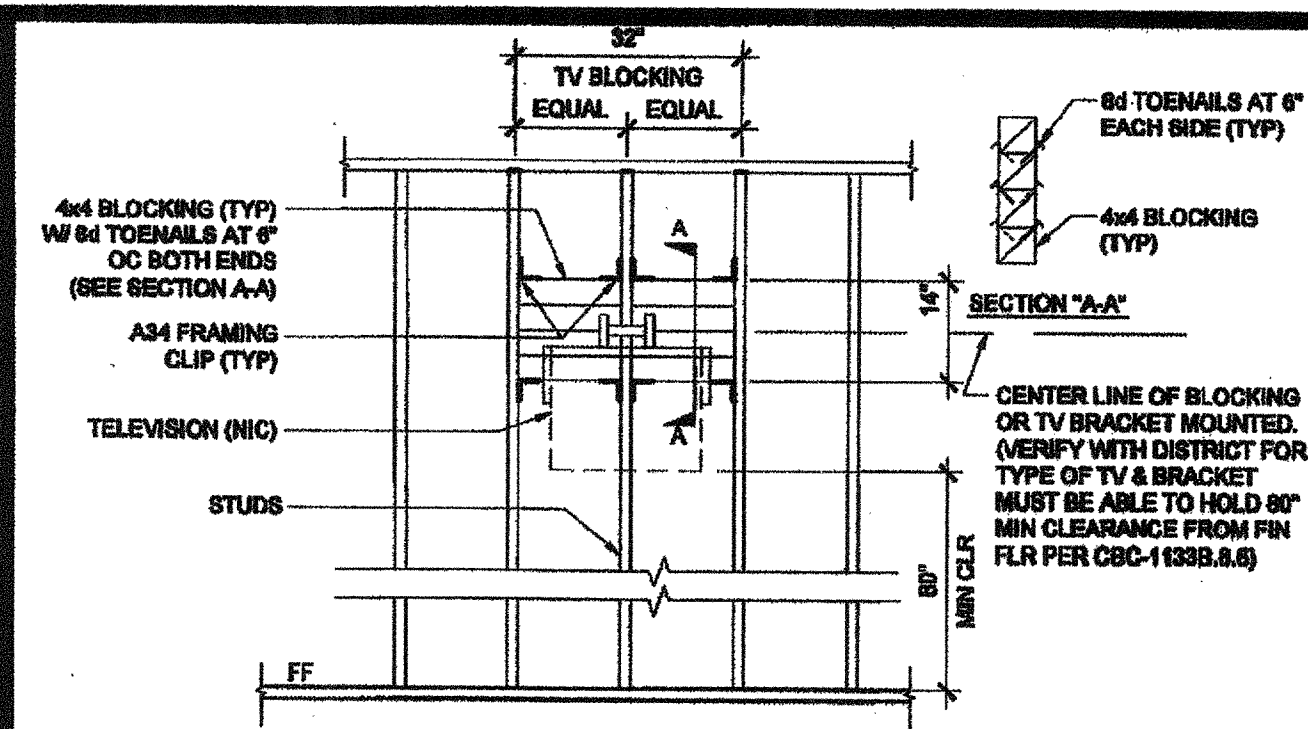 32"
TV BLOCKING
EQUAL EQUAL
8d TOENAILS AT 6"
EACH SIDE (TYP)
4x4 BLOCKING
(TYP)
SECTION "A-A"
4x4 BLOCKING (TYP)
W/ 8d TOENAILS AT 6"
OC BOTH ENDS
(SEE SECTION A-A)
A34 FRAMING
CLIP (TYP)
TELEVISION (NIC)
STUDS
A
A
14"
CENTER LINE OF BLOCKING
OR TV BRACKET MOUNTED.
(VERIFY WITH DISTRICT FOR
TYPE OF TV & BRACKET
MUST BE ABLE TO HOLD 80"
MIN CLEARANCE FROM FIN
FLR PER CBC-1133B.8.6)
80"
MIN CLR
FF